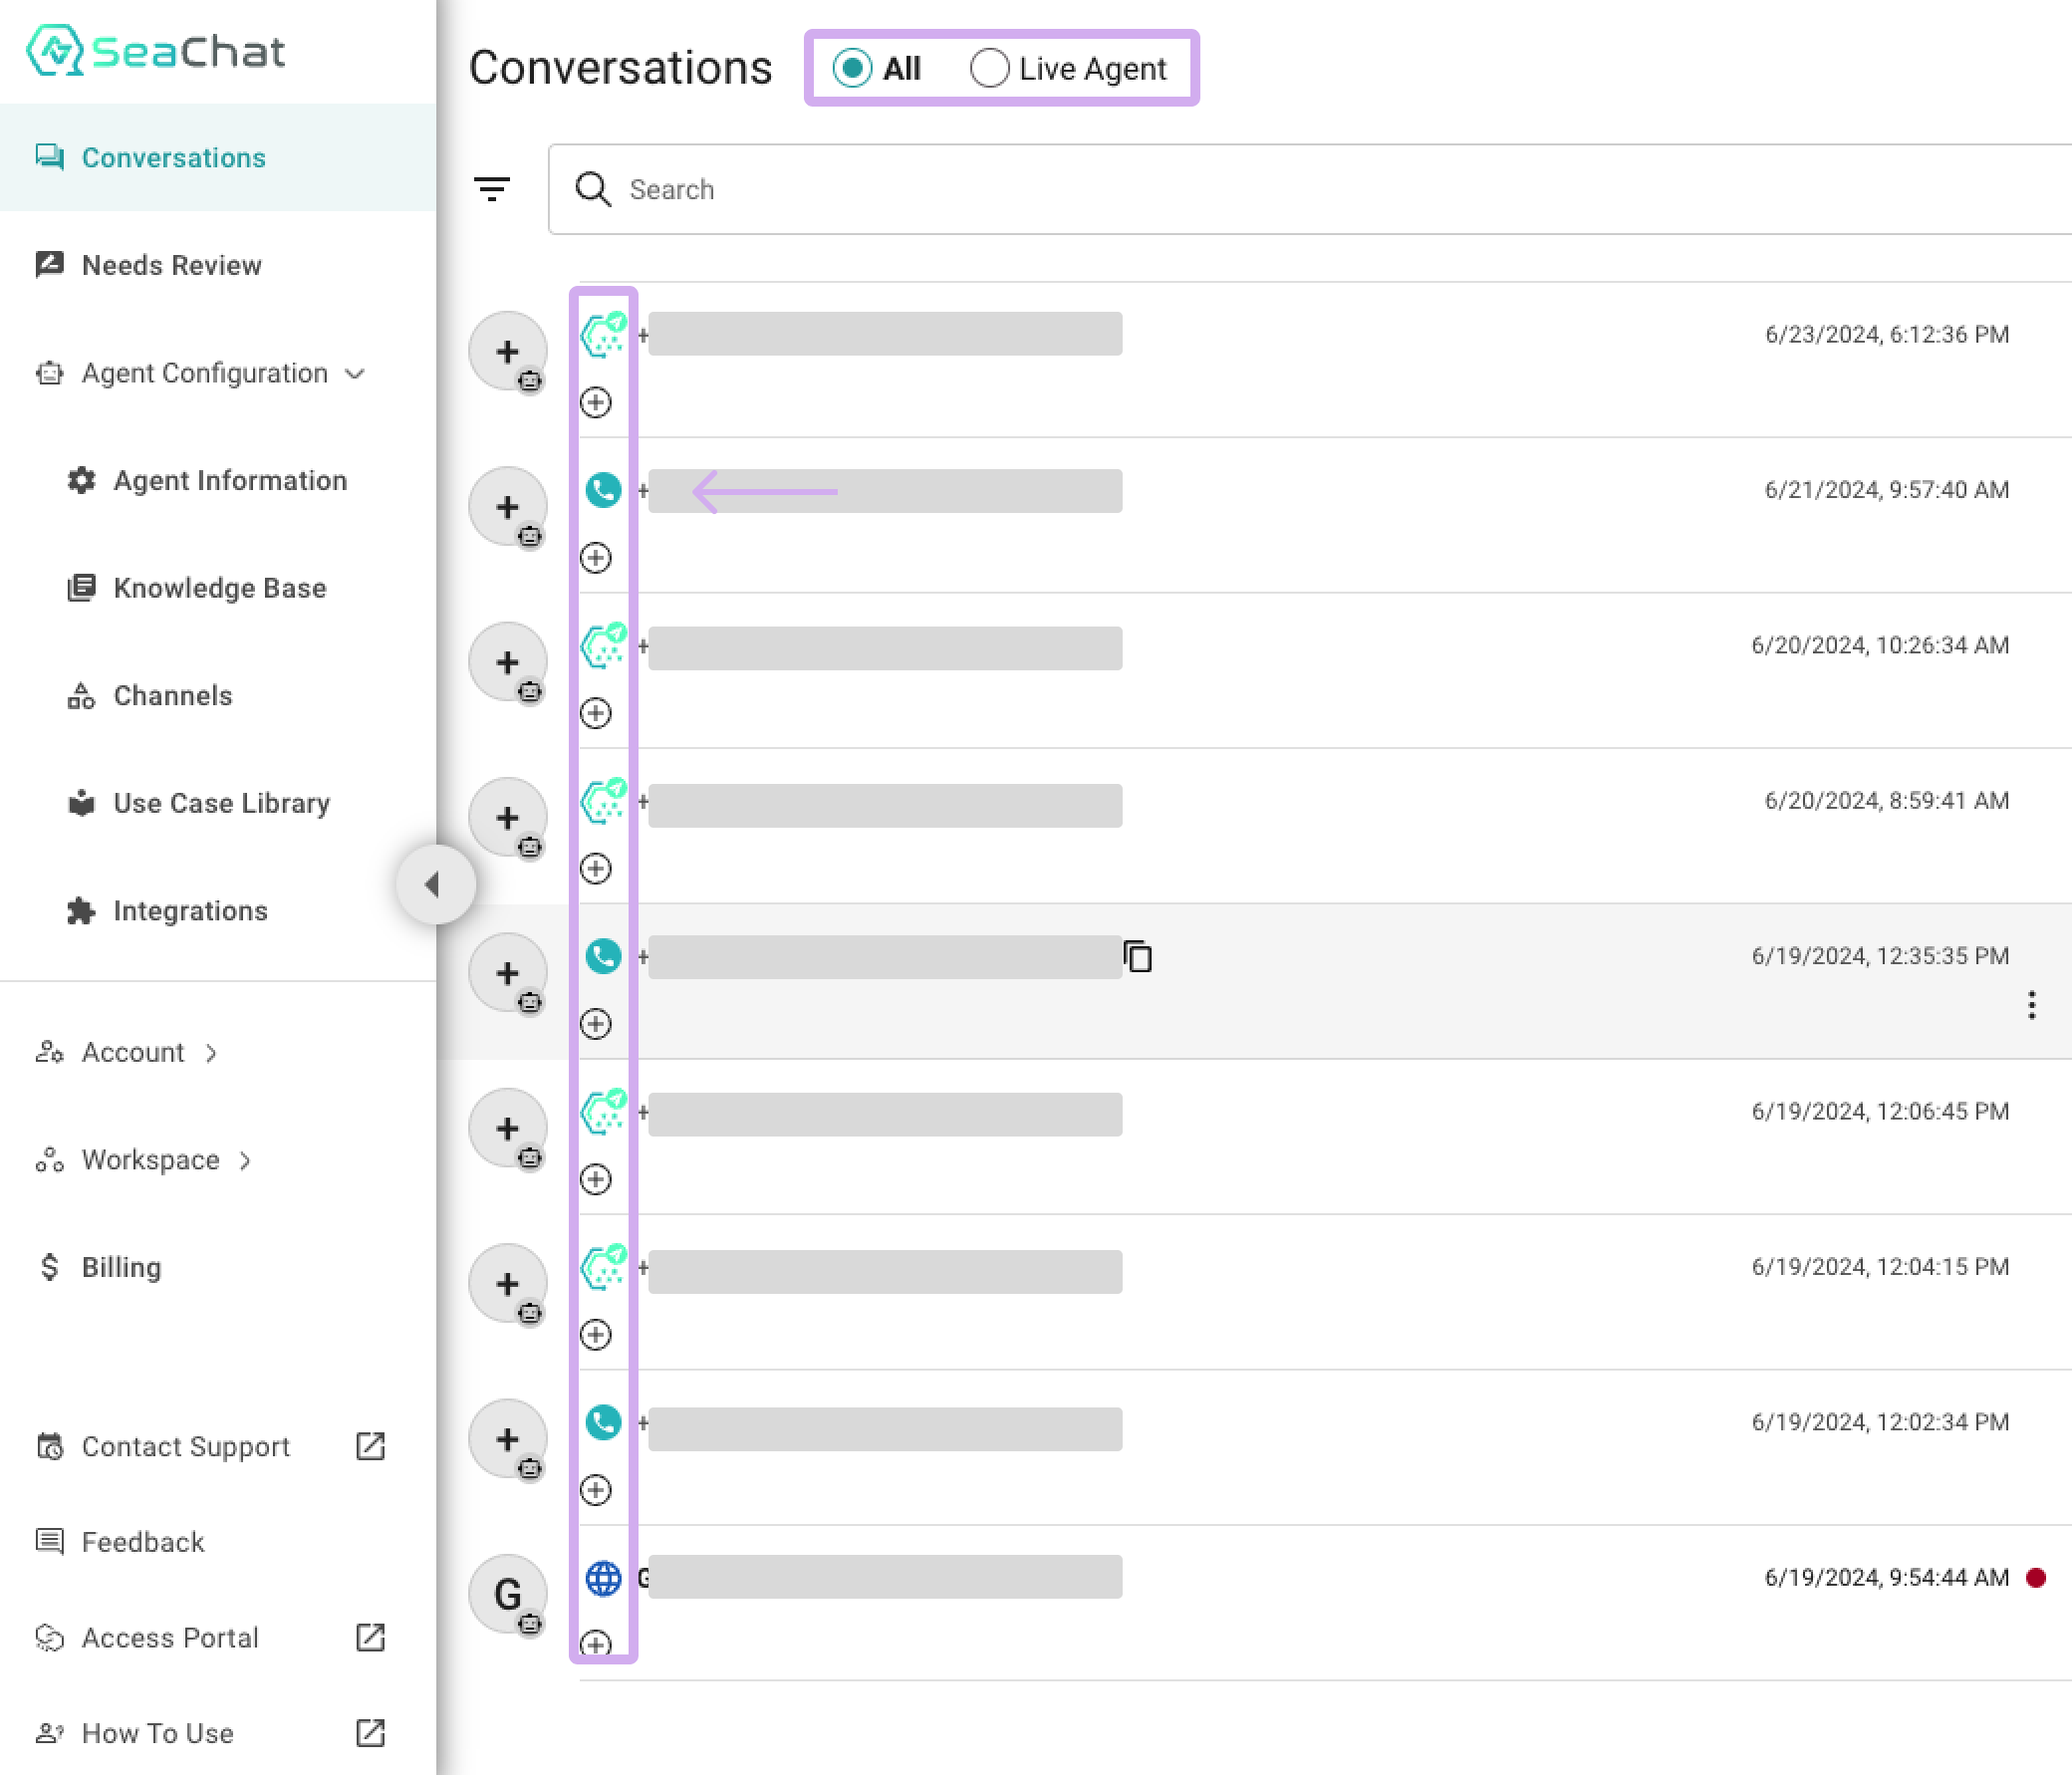 SeaChat
Conversations
Needs Review
Agent Configuration
Agent Information
Knowledge Base
Channels
Use Case Library
Integrations
Account
Workspace
Billing
Contact Support
Feedback
Access Portal
How To Use
Conversations All Live Agent
Search
+ + 6/23/2024, 6:12:36 PM
+ + 6/21/2024, 9:57:40 AM
+ + 6/20/2024, 10:26:34 AM
+ + 6/20/2024, 8:59:41 AM
+ + 6/19/2024, 12:35:35 PM
+ + 6/19/2024, 12:06:45 PM
+ + 6/19/2024, 12:04:15 PM
+ + 6/19/2024, 12:02:34 PM
G G 6/19/2024, 9:54:44 AM